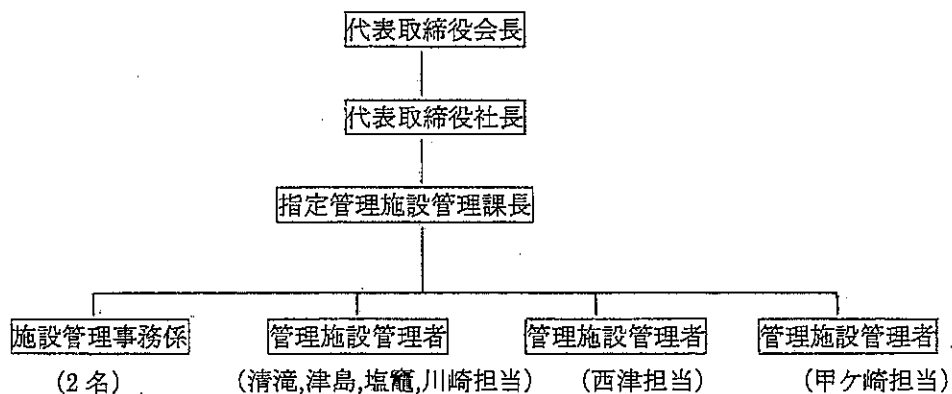 代表取締役会長
代表取締役社長
指定管理施設管理課長
施設管理事務係 管理施設管理者 管理施設管理者 管理施設管理者
(2名) (清滝,津島,塩竈,川崎担当) (西津担当) (甲ケ崎担当)